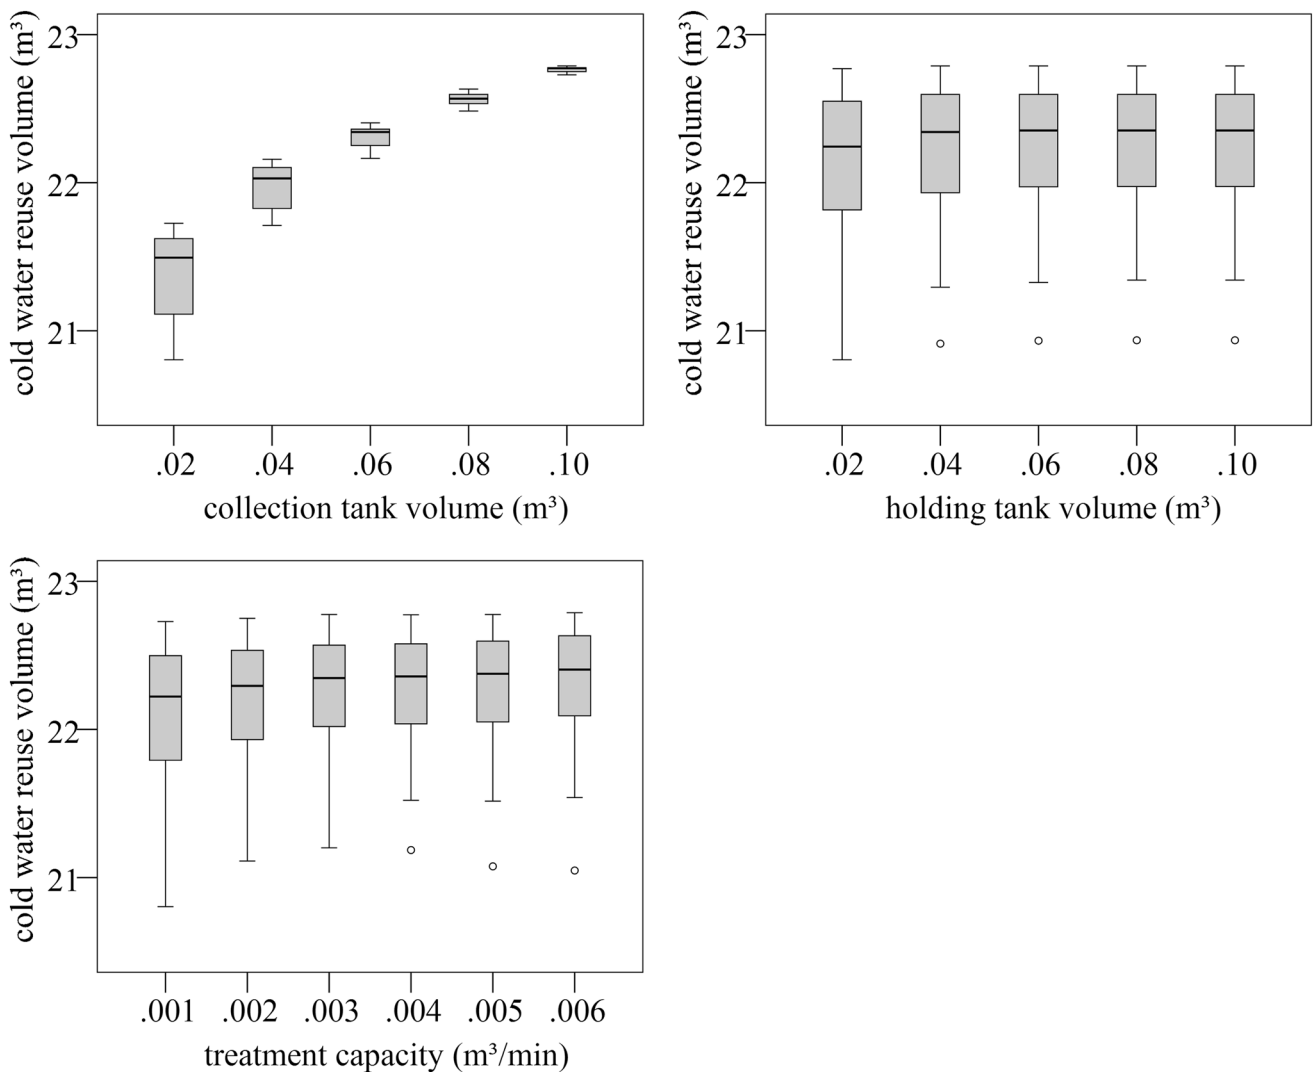 cold water reuse volume (m³)
23
22
21
.02 .04 .06 .08 .10
collection tank volume (m³)
cold water reuse volume (m³)
23
22
21
.02 .04 .06 .08 .10
holding tank volume (m³)
cold water reuse volume (m³)
23
22
21
.001 .002 .003 .004 .005 .006
treatment capacity (m³/min)